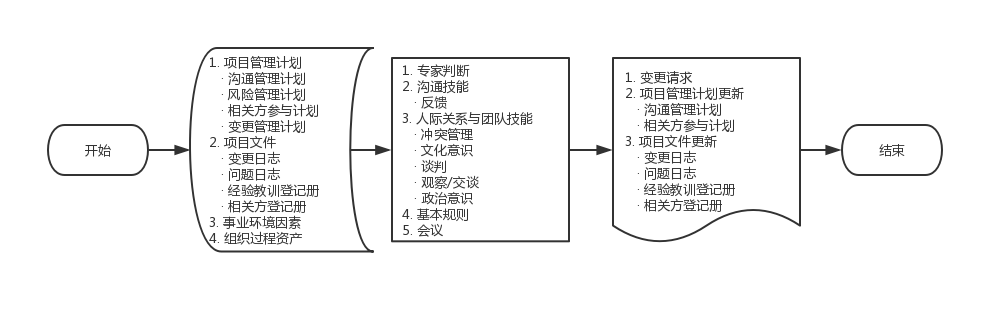 开始
1. 项目管理计划
· 沟通管理计划
· 风险管理计划
· 相关方参与计划
· 变更管理计划
2. 项目文件
· 变更日志
· 问题日志
· 经验教训登记册
· 相关方登记册
3. 事业环境因素
4. 组织过程资产
1. 专家判断
2. 沟通技能
· 反馈
3. 人际关系与团队技能
· 冲突管理
· 文化意识
· 谈判
· 观察/交谈
· 政治意识
4. 基本规则
5. 会议
1. 变更请求
2. 项目管理计划更新
· 沟通管理计划
· 相关方参与计划
3. 项目文件更新
· 变更日志
· 问题日志
· 经验教训登记册
· 相关方登记册
结束